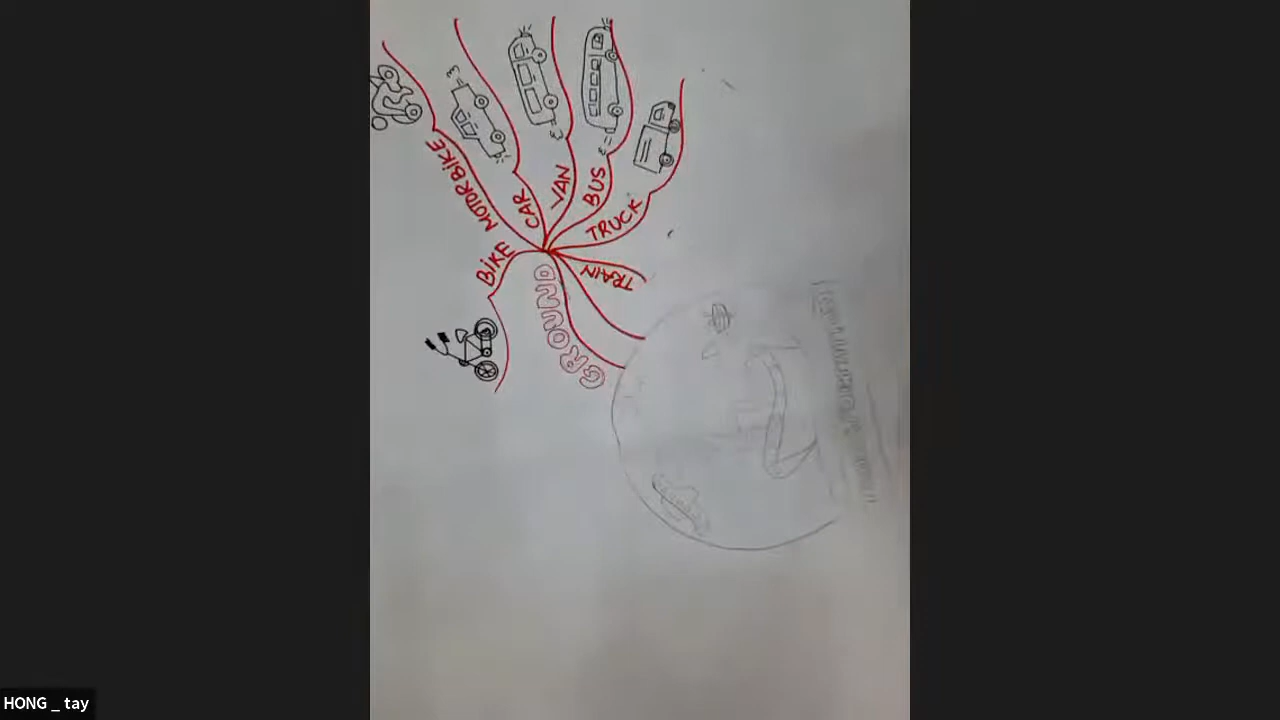 MOTORBIKE
CAR
VAN
BUS
TRUCK
TRAIN
BIKE
GROUND
HONG _ tay